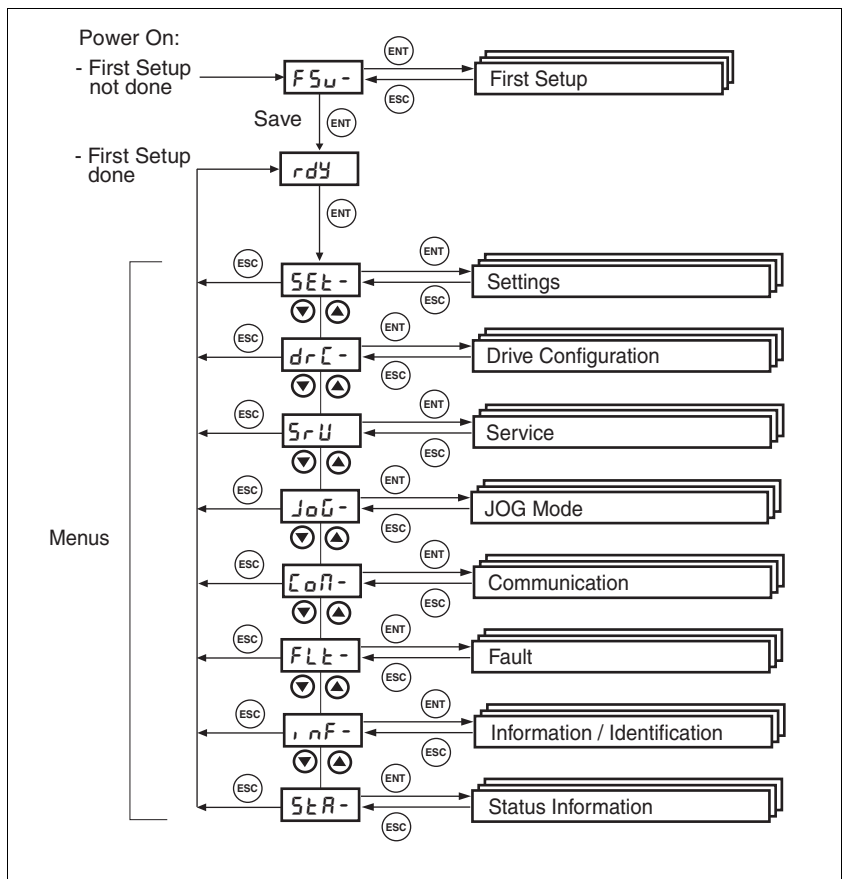 Power On:
- First Setup
not done
FSu-
ENT
ESC
First Setup
Save
ENT
- First Setup
done
rdy
ENT
Menus
ESC
SEt-
ENT
ESC
Settings
ESC
drC-
ENT
ESC
Drive Configuration
ESC
SrU
ENT
ESC
Service
ESC
JoG-
ENT
ESC
JOG Mode
ESC
CoM-
ENT
ESC
Communication
ESC
FLt-
ENT
ESC
Fault
ESC
inF-
ENT
ESC
Information / Identification
ESC
StA-
ENT
ESC
Status Information